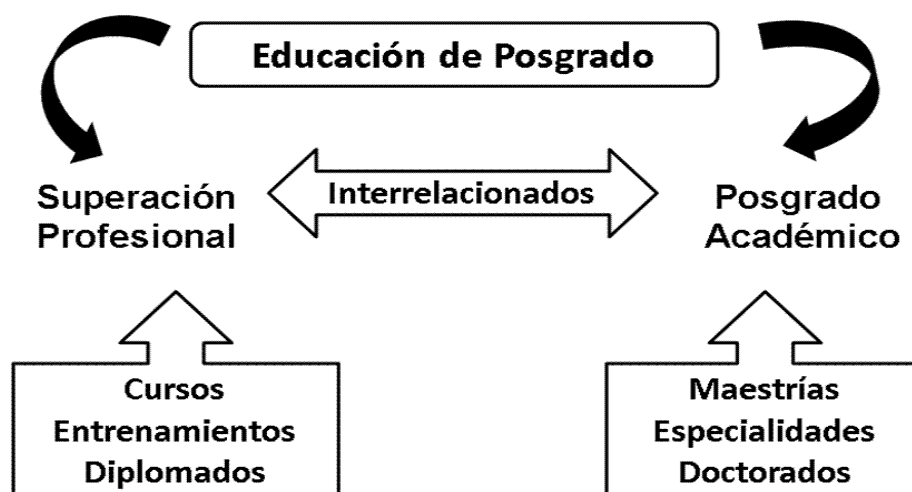 Educación de Posgrado
Superación
Profesional
Interrelacionados
Posgrado
Académico
Cursos
Entrenamientos
Diplomados
Maestrías
Especialidades
Doctorados